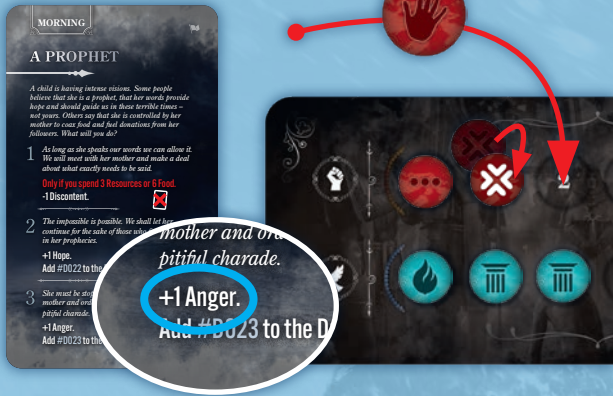 MORNING
A PROPHET
A child is having intense visions. Some people
believe that she is a prophet, that her words provide
hope and should guide us in these terrible times –
not yours. Others say that she is controlled by her
mother to coax food and fuel donations from her
followers. What will you do?
1 As long as she speaks our words we can allow it.
We will meet with her mother and make a deal
about what exactly needs to be said.
Only if you spend 3 Resources or 6 Food.
-1 Discontent.
2 The impossible is possible. We shall let her
continue for the sake of those who
in her prophecies.
+1 Hope.
Add #D022 to the
3 She must be
mother and
pitiful charade.
+1 Anger.
Add #D023 to the
mother and
pitiful charade.
+1 Anger.
Add #D023 to the D
2